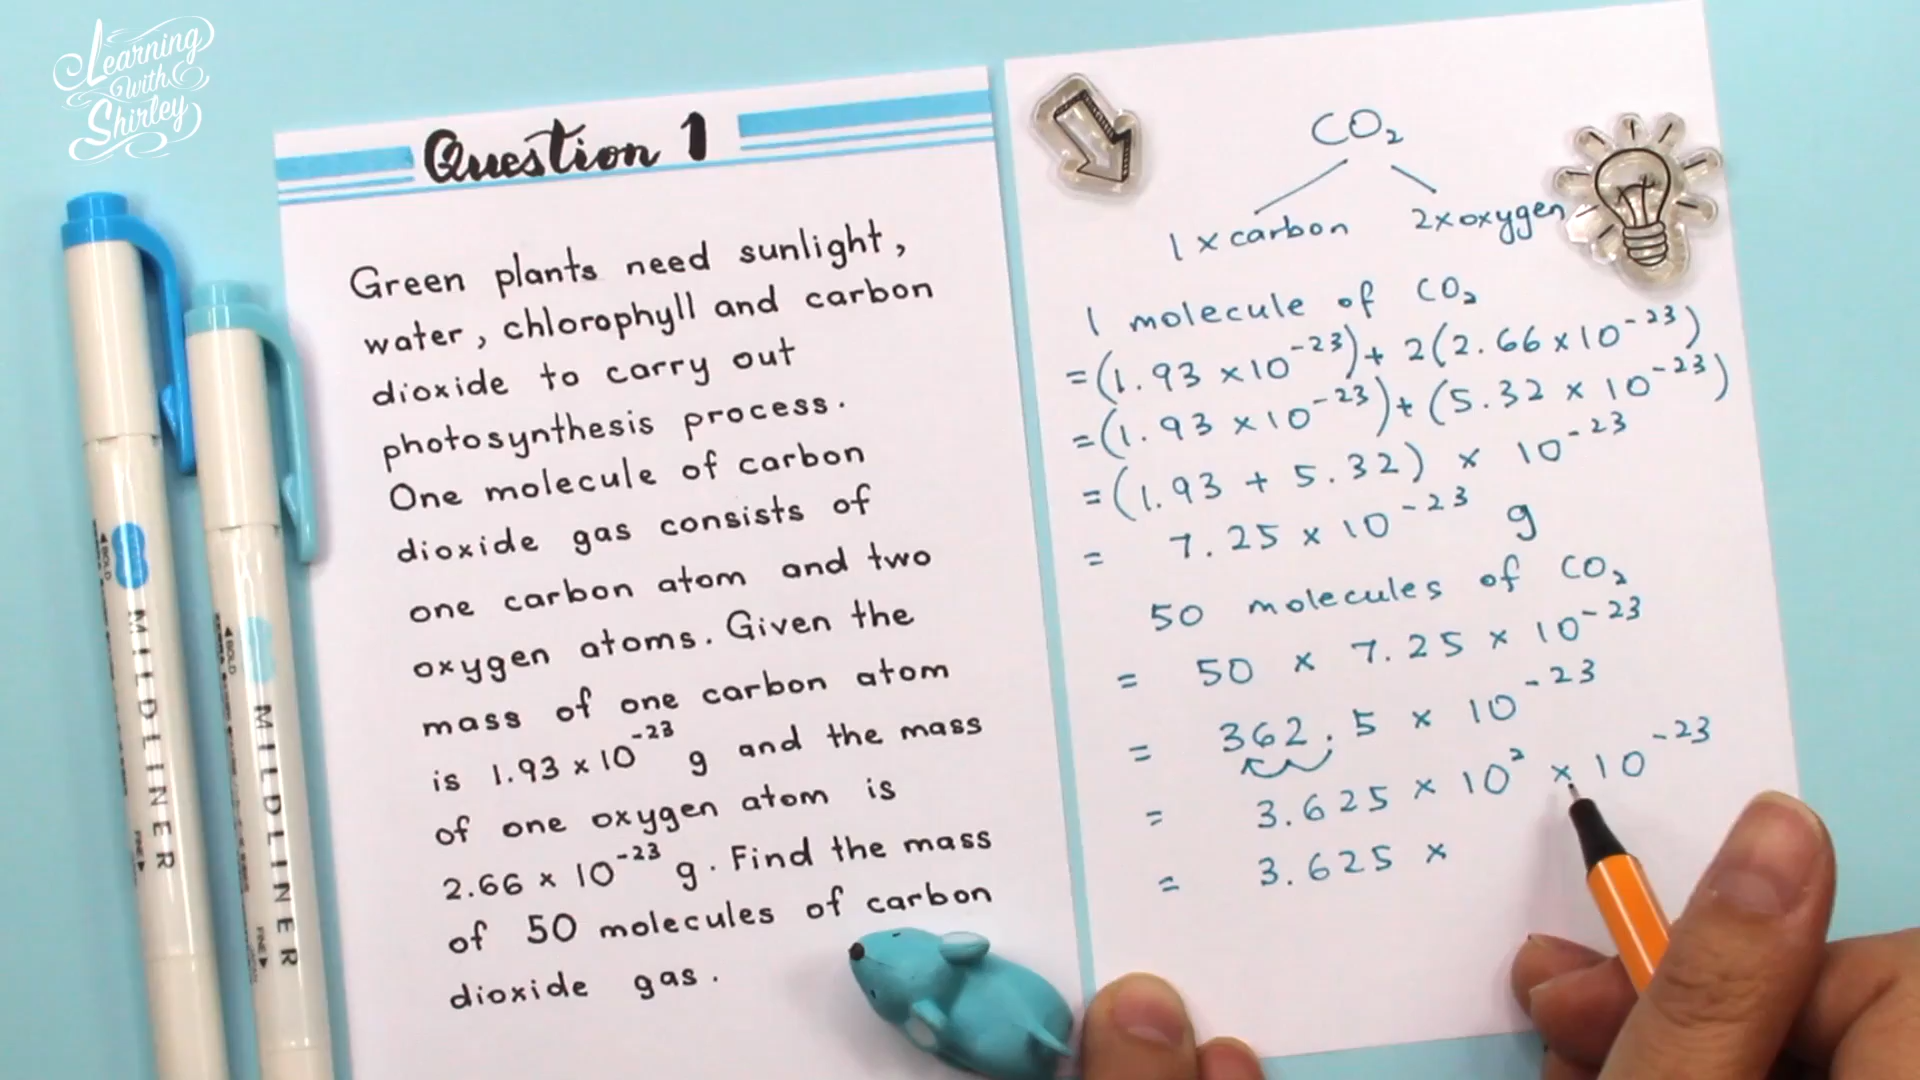 Learning
with
Shirley
Question 1
Green plants need sunlight,
water, chlorophyll and carbon
dioxide to carry out
photosynthesis process.
One molecule of carbon
dioxide gas consists of
one carbon atom and two
oxygen atoms. Given the
mass of one carbon atom
is 1.93 × 10⁻²³ g and the mass
of one oxygen atom is
2.66 × 10⁻²³ g. Find the mass
of 50 molecules of carbon
dioxide gas.
CO₂
1 × carbon 2 × oxygen
1 molecule of CO₂
= (1.93 × 10⁻²³) + 2(2.66 × 10⁻²³)
= (1.93 × 10⁻²³) + (5.32 × 10⁻²³)
= (1.93 + 5.32) × 10⁻²³
= 7.25 × 10⁻²³ g
50 molecules of CO₂
= 50 × 7.25 × 10⁻²³
= 362.5 × 10⁻²³
= 3.625 × 10² × 10⁻²³
= 3.625 ×
BOLD
MILDLINER
FINE
BOLD
MILDLINER
FINE